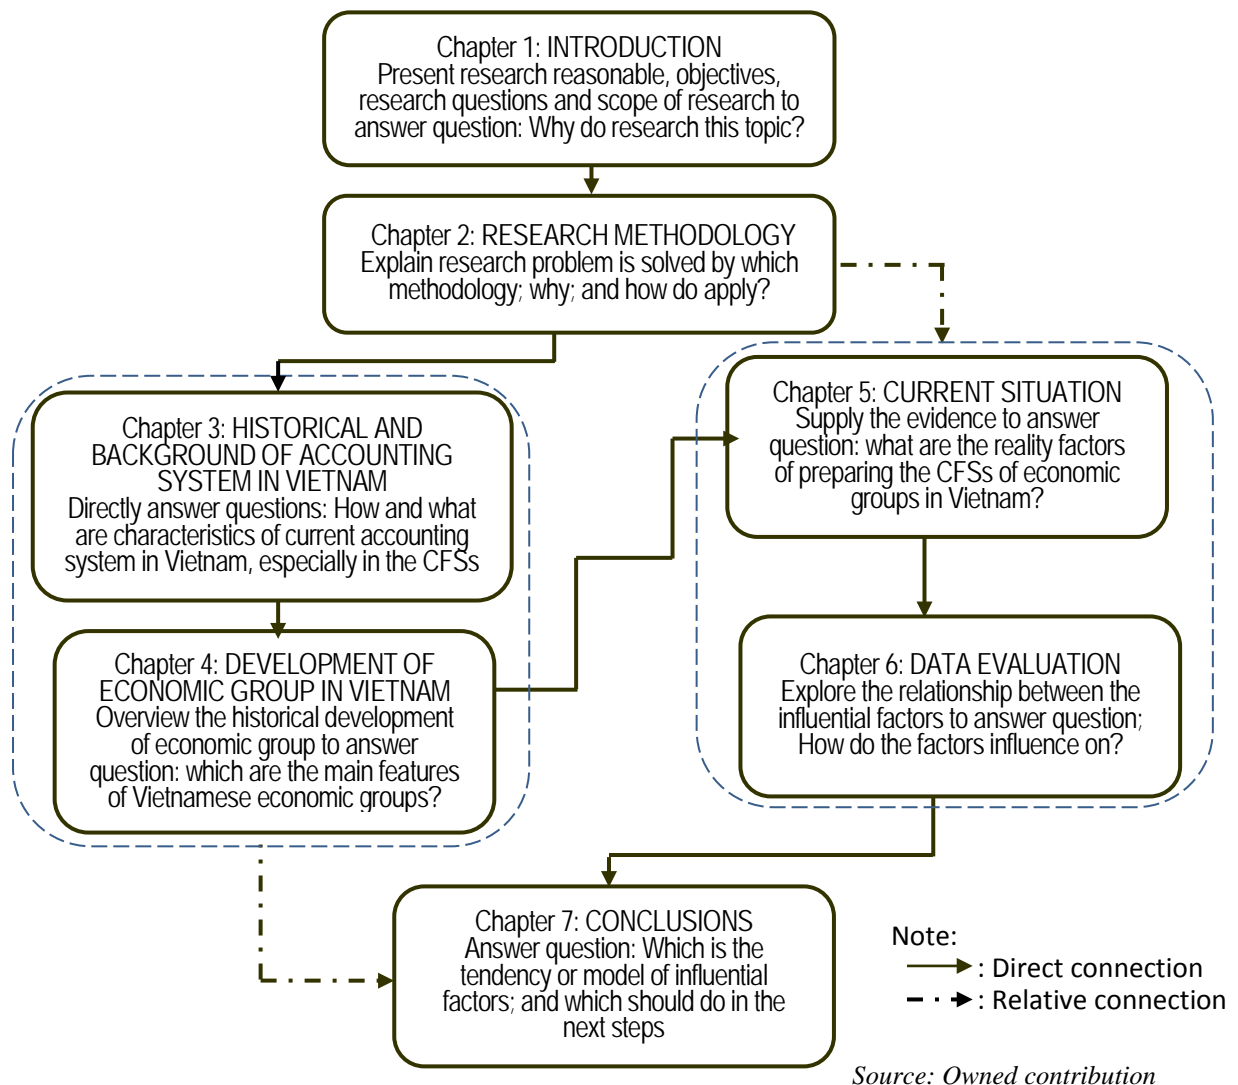 Chapter 1: INTRODUCTION
Present research reasonable, objectives,
research questions and scope of research to
answer question: Why do research this topic?
Chapter 2: RESEARCH METHODOLOGY
Explain research problem is solved by which
methodology; why; and how do apply?
Chapter 3: HISTORICAL AND
BACKGROUND OF ACCOUNTING
SYSTEM IN VIETNAM
Directly answer questions: How and what
are characteristics of current accounting
system in Vietnam, especially in the CFSs
Chapter 4: DEVELOPMENT OF
ECONOMIC GROUP IN VIETNAM
Overview the historical development
of economic group to answer
question: which are the main features
of Vietnamese economic groups?
Chapter 5: CURRENT SITUATION
Supply the evidence to answer
question: what are the reality factors
of preparing the CFSs of economic
groups in Vietnam?
Chapter 6: DATA EVALUATION
Explore the relationship between the
influential factors to answer question;
How do the factors influence on?
Chapter 7: CONCLUSIONS
Answer question: Which is the
tendency or model of influential
factors; and which should do in the
next steps
Note:
: Direct connection
: Relative connection
Source: Owned contribution